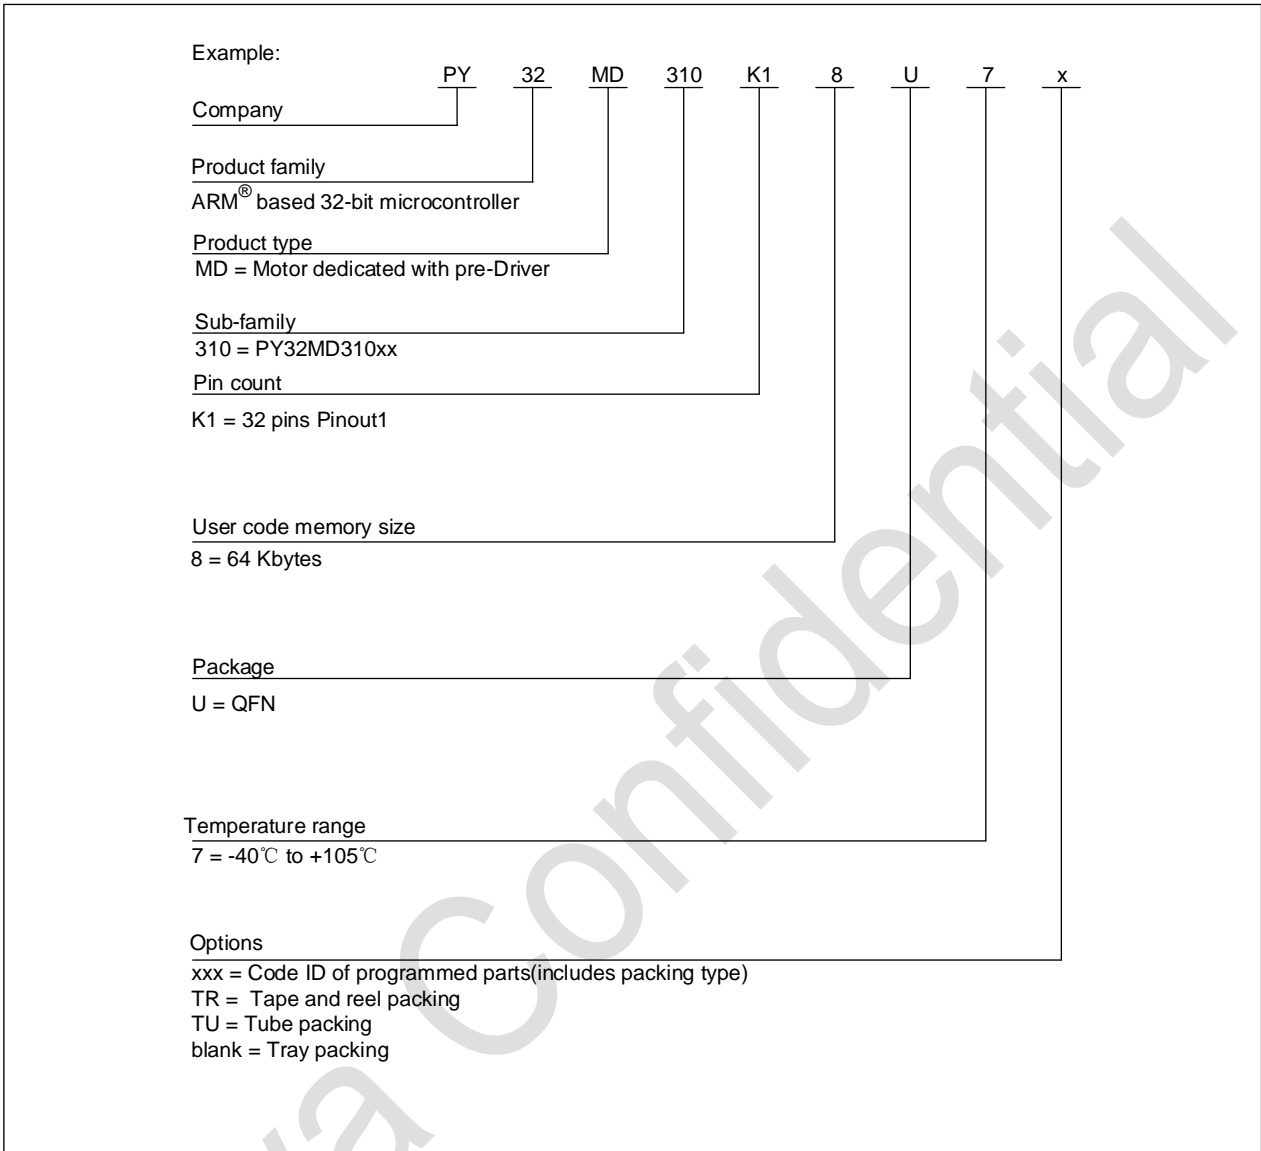 Example:
PY 32 MD 310 K1 8 U 7 x
Company
Product family
ARM® based 32-bit microcontroller
Product type
MD = Motor dedicated with pre-Driver
Sub-family
310 = PY32MD310xx
Pin count
K1 = 32 pins Pinout1
User code memory size
8 = 64 Kbytes
Package
U = QFN
Temperature range
7 = -40℃ to +105℃
Options
xxx = Code ID of programmed parts(includes packing type)
TR = Tape and reel packing
TU = Tube packing
blank = Tray packing
Confidential